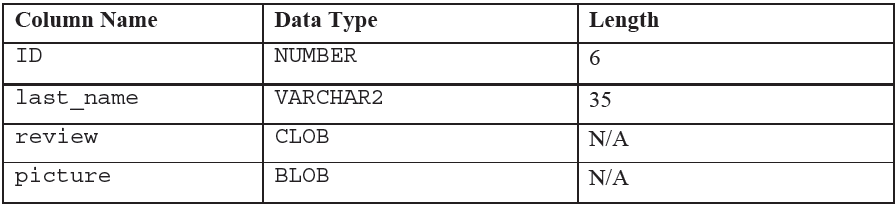 Column Name Data Type Length
ID NUMBER 6
last_name VARCHAR2 35
review CLOB N/A
picture BLOB N/A